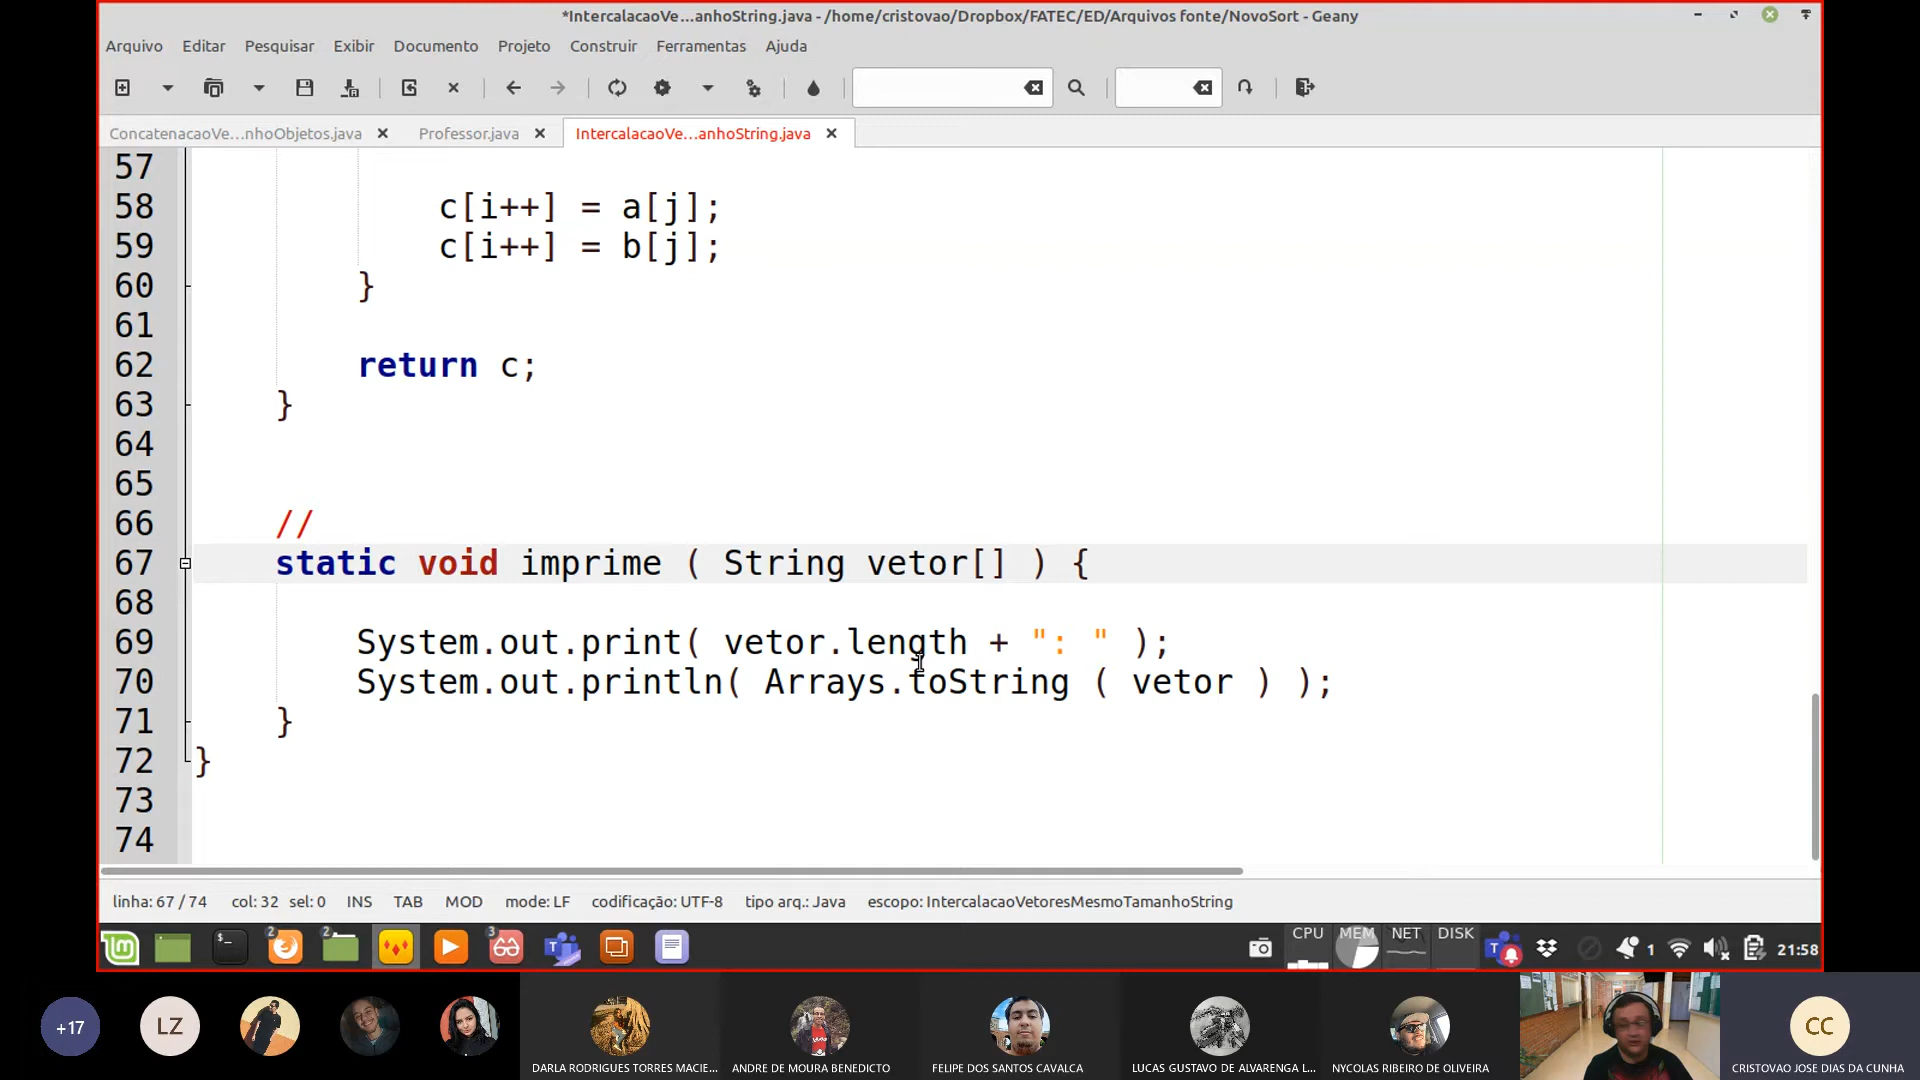 *IntercalacaoVe...anhoString.java - /home/cristovao/Dropbox/FATEC/ED/Arquivos fonte/NovoSort - Geany
Arquivo Editar Pesquisar Exibir Documento Projeto Construir Ferramentas Ajuda
ConcatenacaoVe...nhoObjetos.java Professor.java IntercalacaoVe...anhoString.java
57
58 c[i++] = a[j];
59 c[i++] = b[j];
60 }
61
62 return c;
63 }
64
65
66 //
67 static void imprime ( String vetor[] ) {
68
69 System.out.print( vetor.length + ": " );
70 System.out.println( Arrays.toString ( vetor ) );
71 }
72 }
73
74
linha: 67 / 74 col: 32 sel: 0 INS TAB MOD mode: LF codificação: UTF-8 tipo arq.: Java escopo: IntercalacaoVetoresMesmoTamanhoString
2 2 3 CPU MEM NET DISK 1 21:58
+17 LZ CC
DARLA RODRIGUES TORRES MACIE... ANDRE DE MOURA BENEDICTO FELIPE DOS SANTOS CAVALCA LUCAS GUSTAVO DE ALVARENGA L... NYCOLAS RIBEIRO DE OLIVEIRA CRISTOVAO JOSE DIAS DA CUNHA